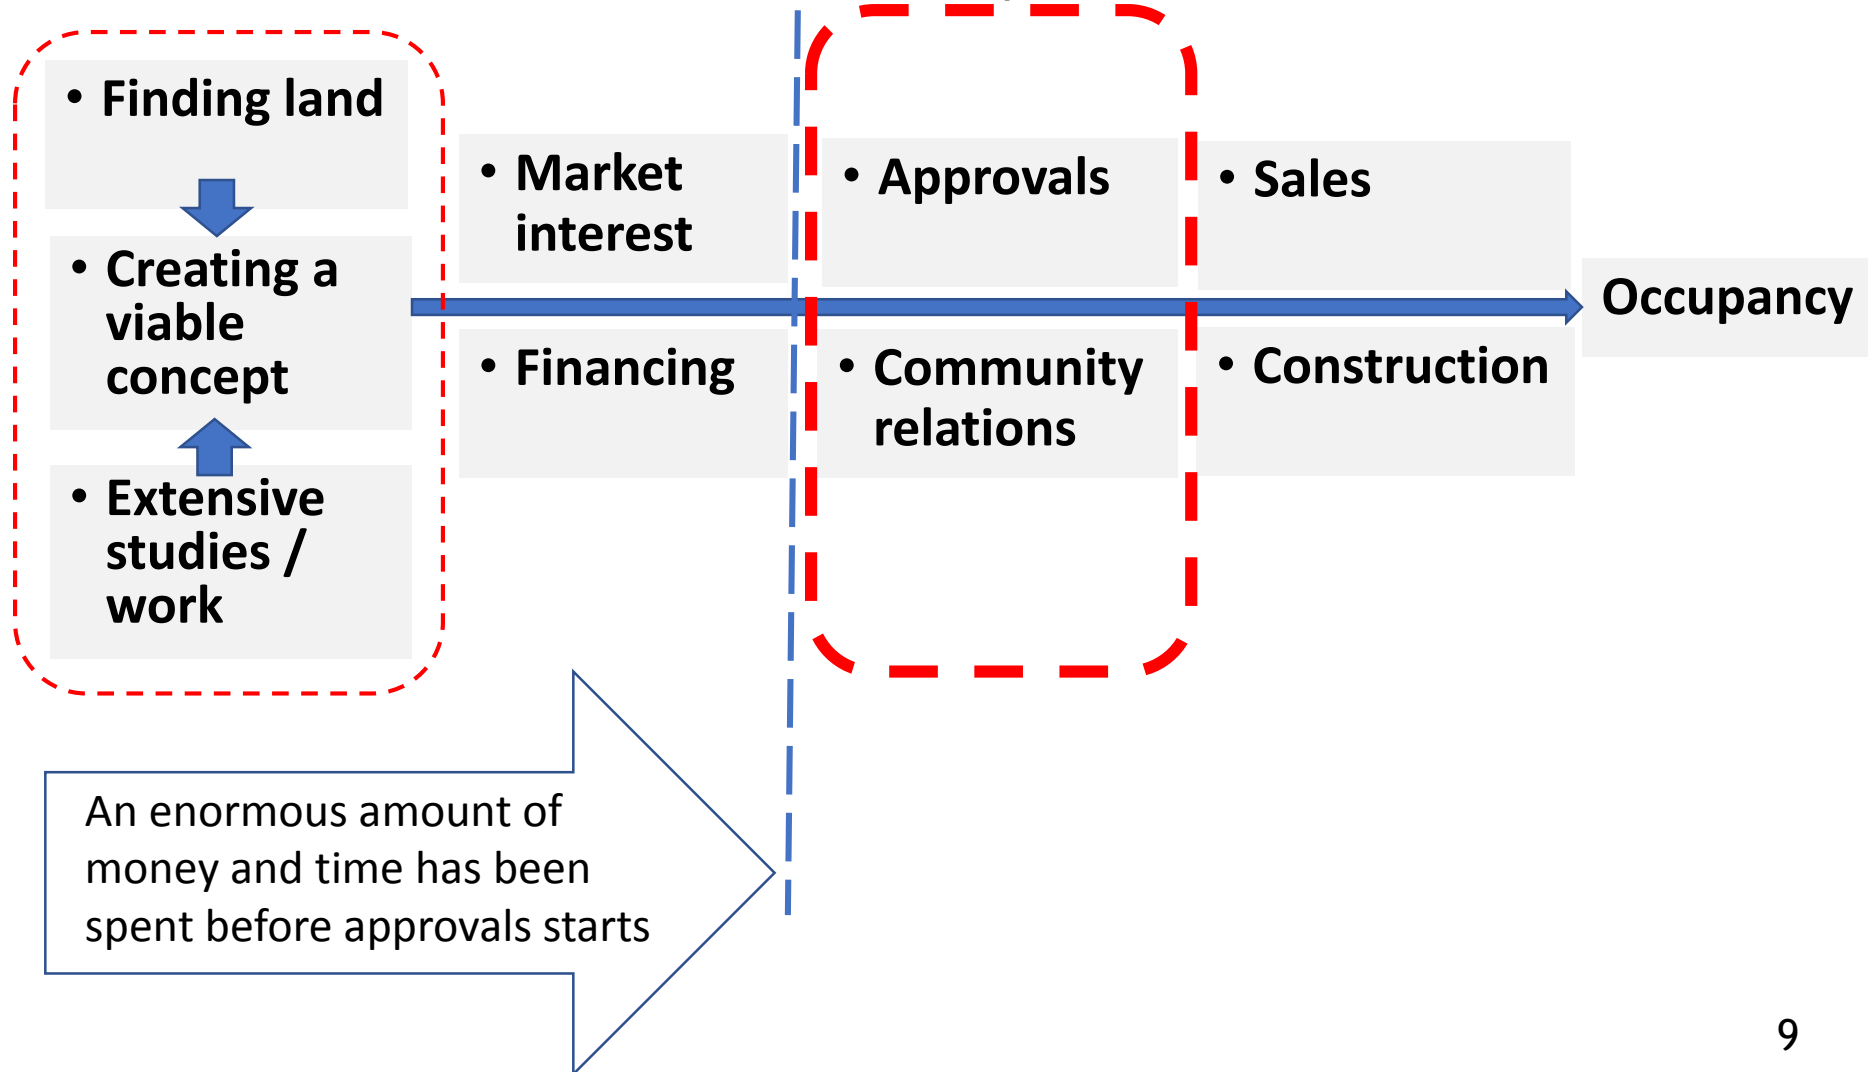 • Finding land
• Creating a
viable
concept
• Extensive
studies /
work
• Market
interest
• Financing
• Approvals
• Community
relations
• Sales
• Construction
Occupancy
An enormous amount of
money and time has been
spent before approvals starts
9